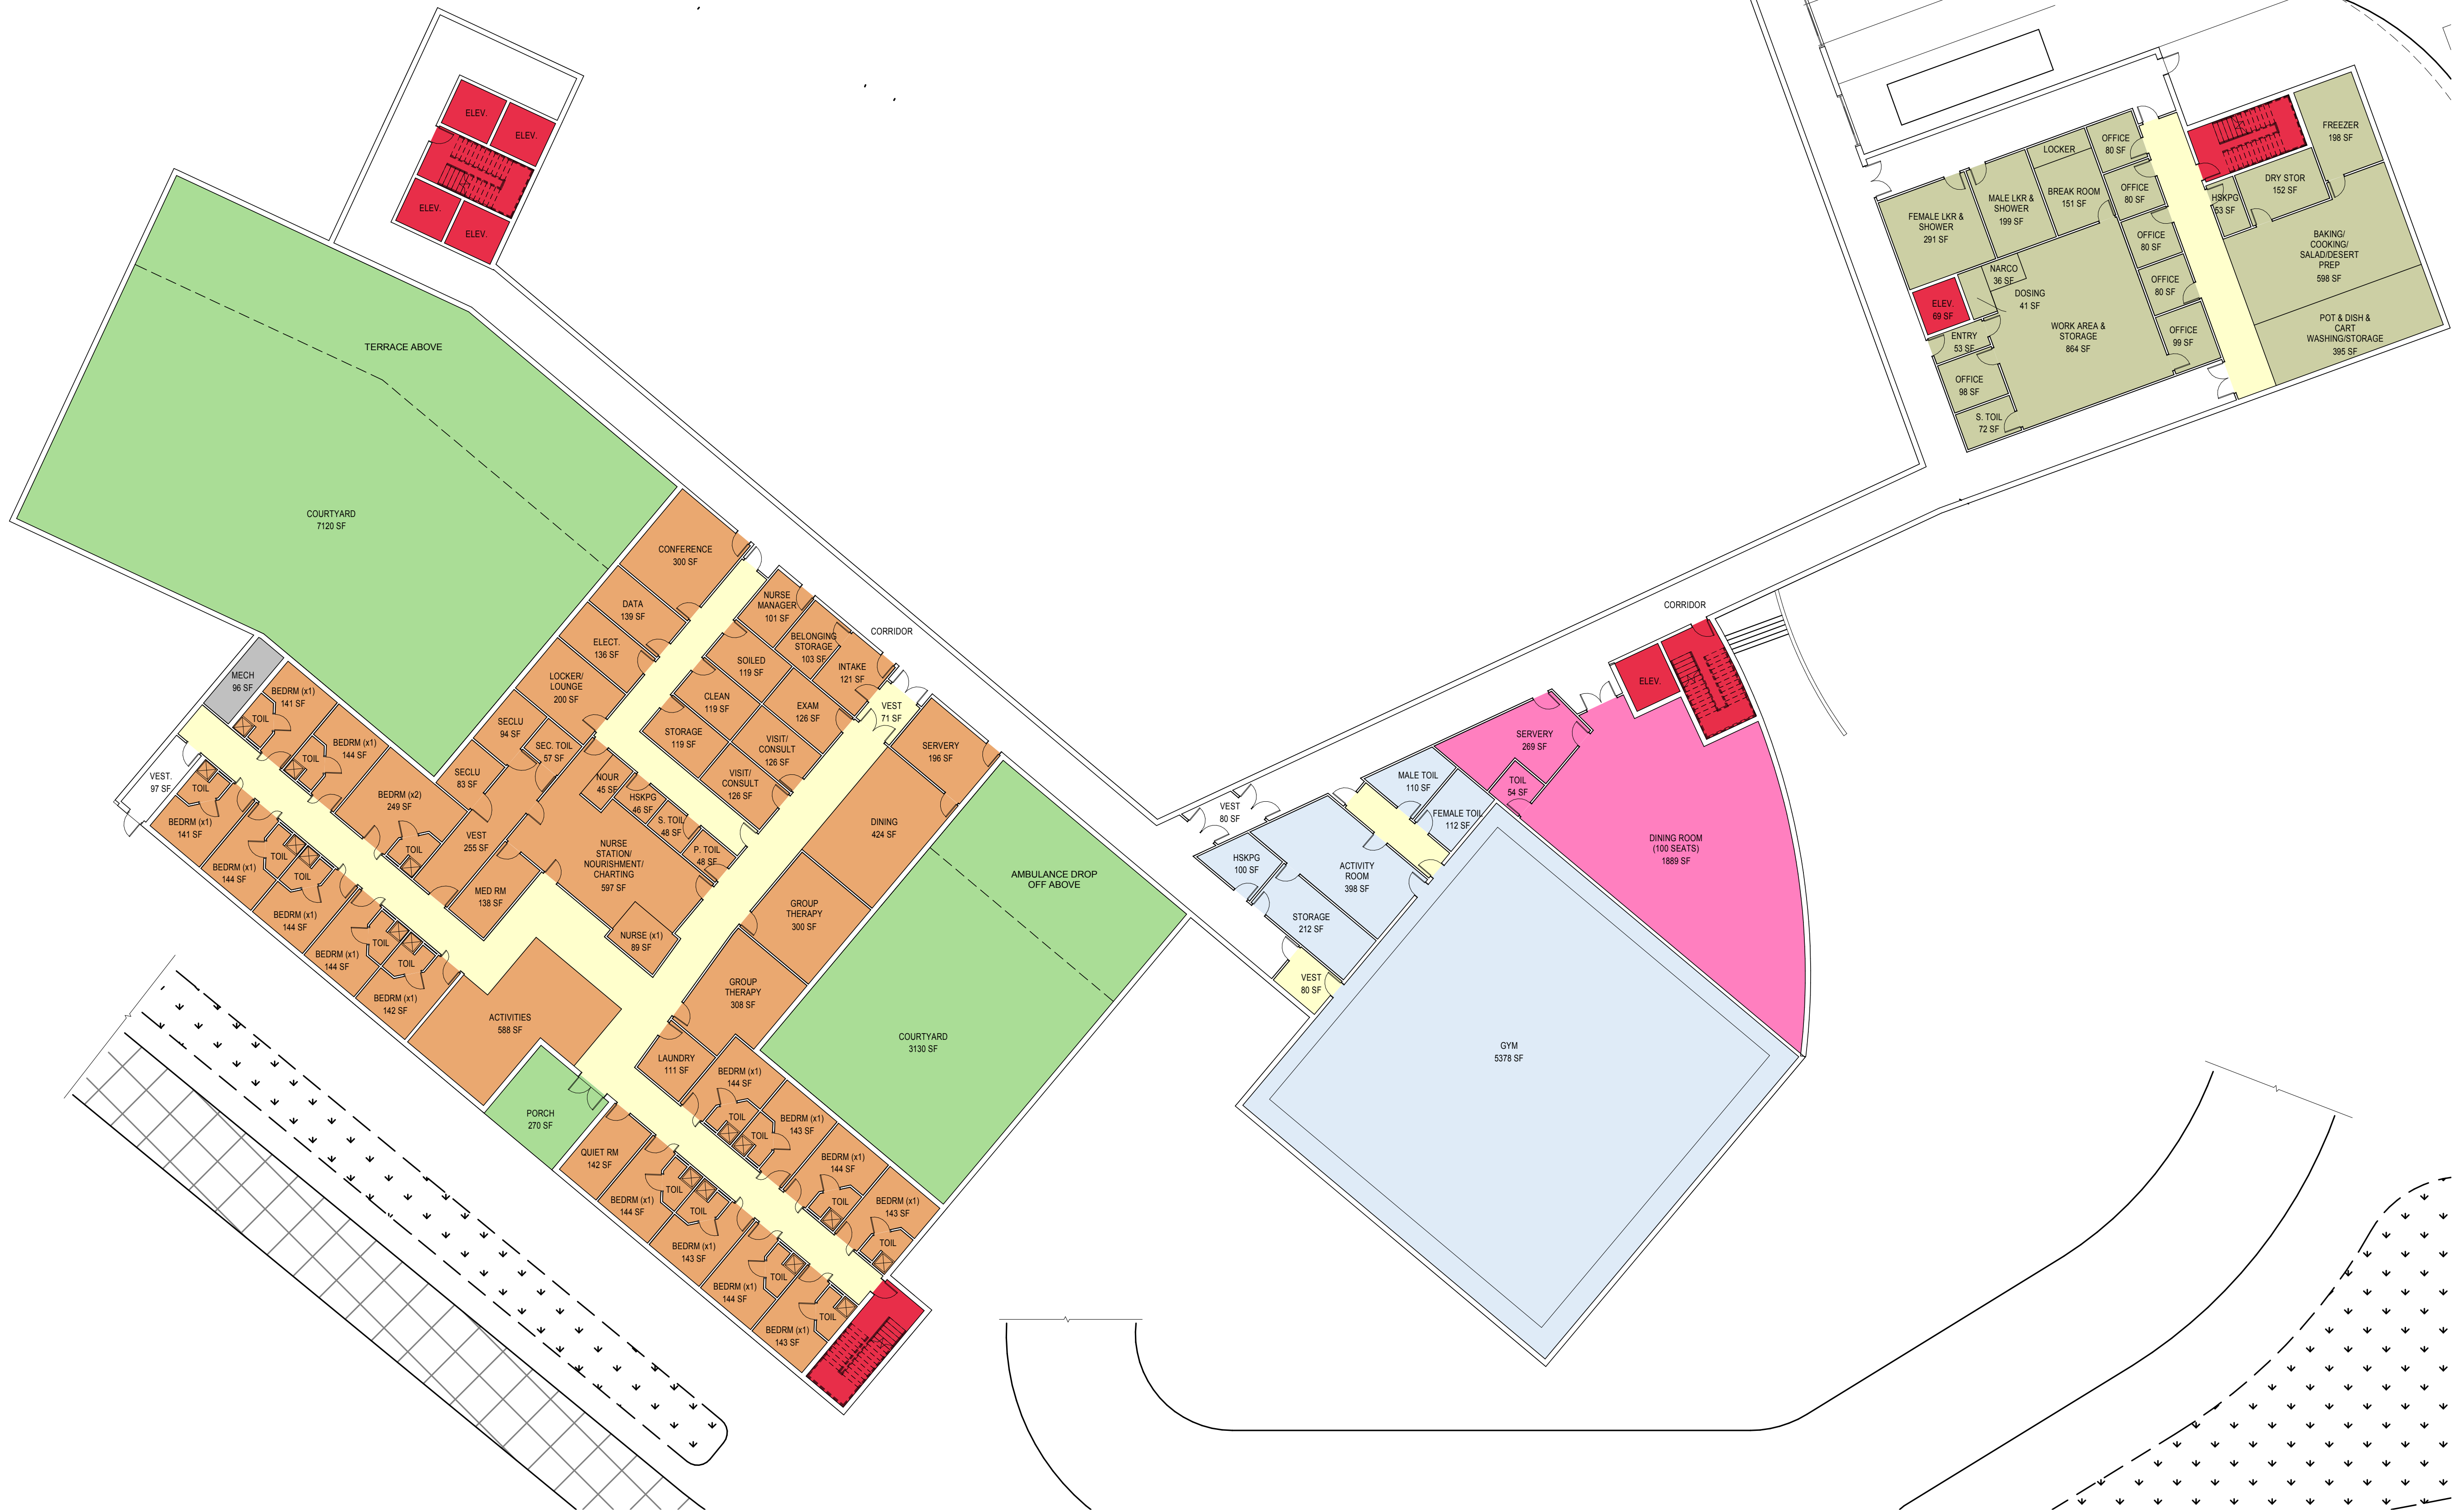 ELEV.
ELEV.
ELEV.
ELEV.
TERRACE ABOVE
COURTYARD
7120 SF
CONFERENCE
300 SF
DATA
139 SF
ELECT.
136 SF
LOCKER/
LOUNGE
200 SF
SECLU
94 SF
SEC. TOIL
57 SF
SECLU
83 SF
NURSE
MANAGER
101 SF
BELONGING
STORAGE
103 SF
INTAKE
121 SF
CORRIDOR
SOILED
119 SF
CLEAN
119 SF
STORAGE
119 SF
EXAM
126 SF
VISIT/
CONSULT
126 SF
VISIT/
CONSULT
126 SF
VEST
71 SF
SERVERY
196 SF
DINING
424 SF
NOUR
45 SF
HSKPG
46 SF
S. TOIL
48 SF
P. TOIL
48 SF
NURSE
STATION/
NOURISHMENT/
CHARTING
597 SF
NURSE (x1)
89 SF
MED RM
138 SF
VEST
255 SF
MECH
96 SF
BEDRM (x1)
141 SF
TOIL
BEDRM (x1)
144 SF
TOIL
BEDRM (x2)
249 SF
TOIL
VEST.
97 SF
TOIL
BEDRM (x1)
141 SF
BEDRM (x1)
144 SF
TOIL
TOIL
BEDRM (x1)
144 SF
BEDRM (x1)
144 SF
TOIL
TOIL
BEDRM (x1)
142 SF
ACTIVITIES
588 SF
GROUP
THERAPY
300 SF
GROUP
THERAPY
308 SF
AMBULANCE DROP
OFF ABOVE
COURTYARD
3130 SF
LAUNDRY
111 SF
PORCH
270 SF
QUIET RM
142 SF
BEDRM (x1)
144 SF
TOIL
TOIL
BEDRM (x1)
143 SF
BEDRM (x1)
144 SF
TOIL
BEDRM (x1)
143 SF
TOIL
BEDRM (x1)
144 SF
TOIL
TOIL
BEDRM (x1)
143 SF
BEDRM (x1)
144 SF
TOIL
BEDRM (x1)
143 SF
TOIL
VEST
80 SF
HSKPG
100 SF
ACTIVITY
ROOM
398 SF
STORAGE
212 SF
VEST
80 SF
MALE TOIL
110 SF
FEMALE TOIL
112 SF
SERVERY
269 SF
TOIL
54 SF
DINING ROOM
(100 SEATS)
1889 SF
GYM
5378 SF
CORRIDOR
ELEV.
FEMALE LKR &
SHOWER
291 SF
MALE LKR &
SHOWER
199 SF
LOCKER
BREAK ROOM
151 SF
OFFICE
80 SF
OFFICE
80 SF
OFFICE
80 SF
OFFICE
80 SF
OFFICE
99 SF
NARCO
36 SF
DOSING
41 SF
ELEV.
69 SF
ENTRY
53 SF
OFFICE
98 SF
S. TOIL
72 SF
WORK AREA &
STORAGE
864 SF
FREEZER
198 SF
DRY STOR
152 SF
HSKPG
53 SF
BAKING/
COOKING/
SALAD/DESERT
PREP
598 SF
POT & DISH &
CART
WASHING/STORAGE
395 SF